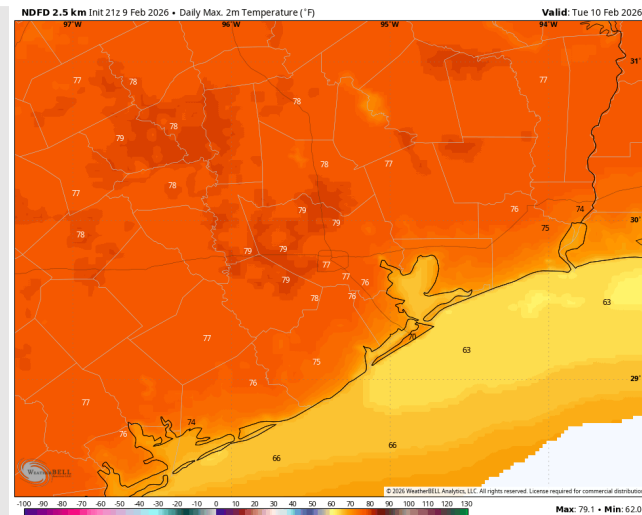 NDFD 2.5 km Init 21z 9 Feb 2026 • Daily Max. 2m Temperature (°F)
Valid: Tue 10 Feb 2026
97°W 96°W 95°W 94°W
31°
77 78 77
78
78
79
78 77
78
77 76 74
79
30°
79 75
78
79 79
77
79 77 76
78 76
63
70
77 63
75
29°
76
77
74
76
66
66
WeatherBELL
© 2026 WeatherBELL Analytics, LLC. All rights reserved. License required for commercial distributio
-100 -90 -80 -70 -60 -50 -40 -30 -20 -10 0 10 20 30 40 50 60 70 80 90 100 110 120 130
Max: 79.1 • Min: 62.0